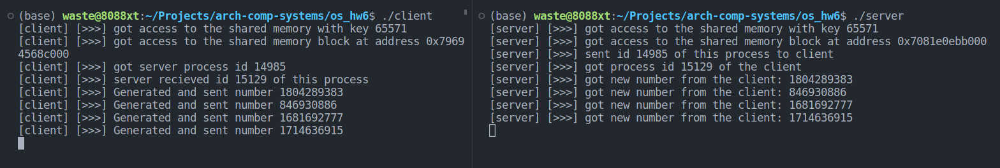 (base) waste@8088xt:~/Projects/arch-comp-systems/os_hw6$ ./client
[client] [>>>] got access to the shared memory with key 65571
[client] [>>>] got access to the shared memory block at address 0x7969
4568c000
[client] [>>>] got server process id 14985
[client] [>>>] server recieved id 15129 of this process
[client] [>>>] Generated and sent number 1804289383
[client] [>>>] Generated and sent number 846930886
[client] [>>>] Generated and sent number 1681692777
[client] [>>>] Generated and sent number 1714636915
(base) waste@8088xt:~/Projects/arch-comp-systems/os_hw6$ ./server
[server] [>>>] got access to the shared memory with key 65571
[server] [>>>] got access to the shared memory block at address 0x7081e0ebb000
[server] [>>>] sent id 14985 of this process to client
[server] [>>>] got process id 15129 of the client
[server] [>>>] got new number from the client: 1804289383
[server] [>>>] got new number from the client: 846930886
[server] [>>>] got new number from the client: 1681692777
[server] [>>>] got new number from the client: 1714636915